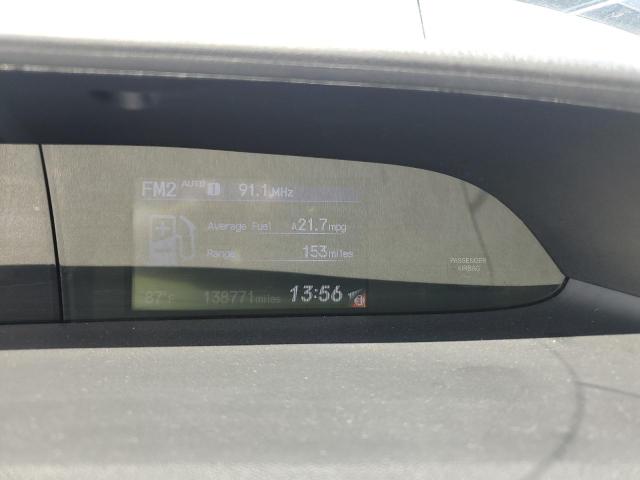 FM2 AUTO 1 91.1MHz
Average Fuel A21.7mpg
Range 153miles
PASSENGER
AIRBAG
87°F 138771miles 13:56